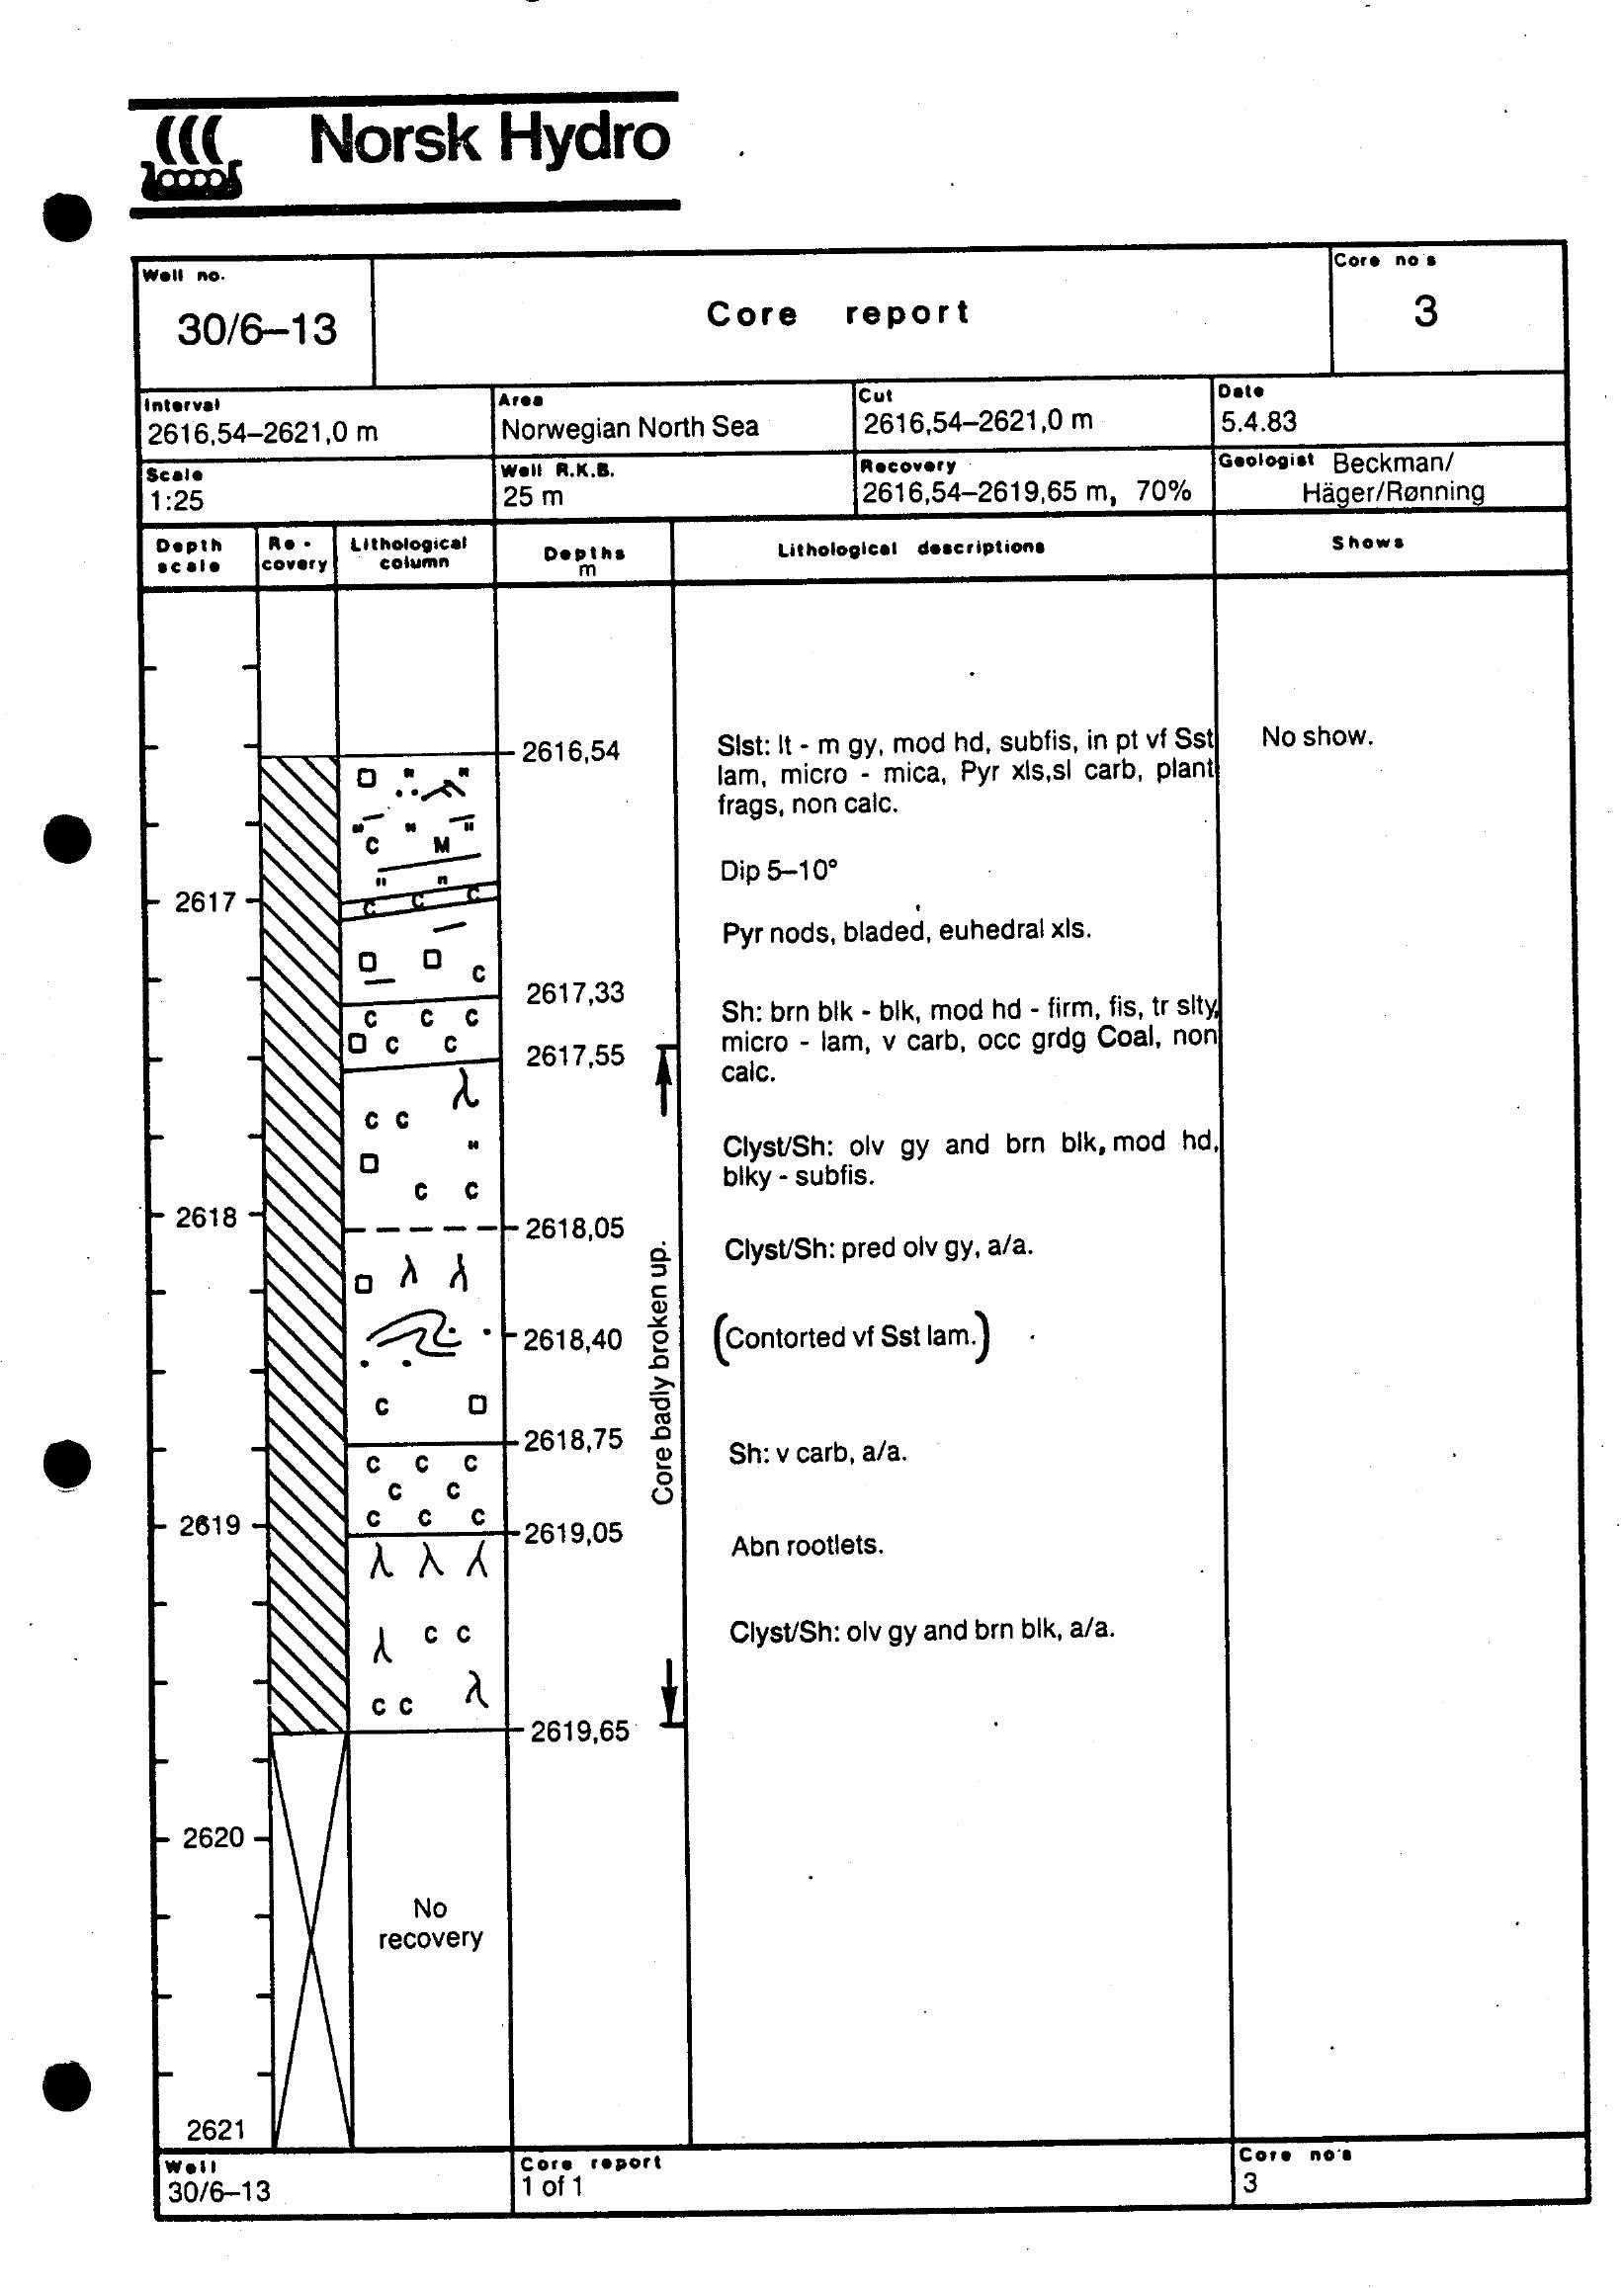 Norsk Hydro
Well no.
30/6–13
Core report
Core no's
3
Interval
2616,54–2621,0 m
Area
Norwegian North Sea
Cut
2616,54–2621,0 m
Date
5.4.83
Scale
1:25
Well R.K.B.
25 m
Recovery
2616,54–2619,65 m, 70%
Geologist Beckman/
Häger/Rønning
Depth
scale
Re-
covery
Lithological
column
Depths
m
Lithological descriptions
Shows
2616,54
Slst: lt - m gy, mod hd, subfis, in pt vf Sst
lam, micro - mica, Pyr xls,sl carb, plant
frags, non calc.
No show.
C M
Dip 5–10°
2617
C C C
Pyr nods, bladed, euhedral xls.
C
2617,33
Sh: brn blk - blk, mod hd - firm, fis, tr slty,
micro - lam, v carb, occ grdg Coal, non
calc.
C C C
C C
2617,55
C C
Clyst/Sh: olv gy and brn blk, mod hd,
blky - subfis.
C C
2618
2618,05
Clyst/Sh: pred olv gy, a/a.
2618,40
(Contorted vf Sst lam.)
Core badly broken up.
C
2618,75
Sh: v carb, a/a.
C C C
C C
C C C
2619
2619,05
Abn rootlets.
C C
Clyst/Sh: olv gy and brn blk, a/a.
C C
2619,65
2620
No
recovery
2621
Well
30/6–13
Core report
1 of 1
Core no's
3